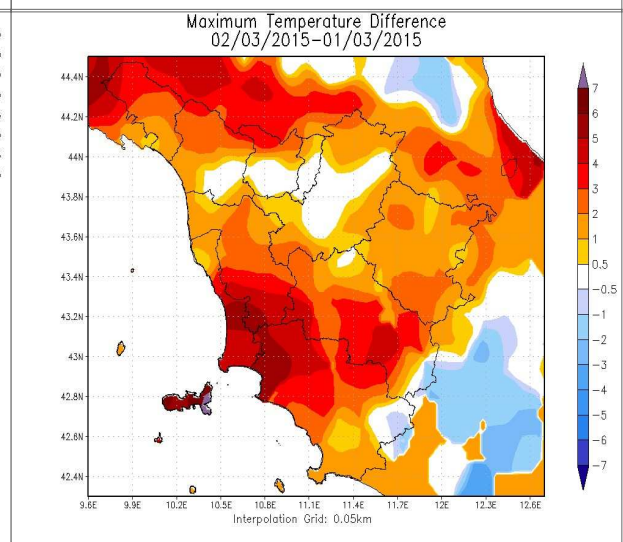 Maximum Temperature Difference
02/03/2015-01/03/2015
44.4N
44.2N
44N
43.8N
43.6N
43.4N
43.2N
43N
42.8N
42.6N
42.4N
9.6E 9.9E 10.2E 10.5E 10.8E 11.1E 11.4E 11.7E 12E 12.3E 12.6E
Interpolation Grid: 0.05km
7
6
5
4
3
2
1
0.5
-0.5
-1
-2
-3
-4
-5
-6
-7